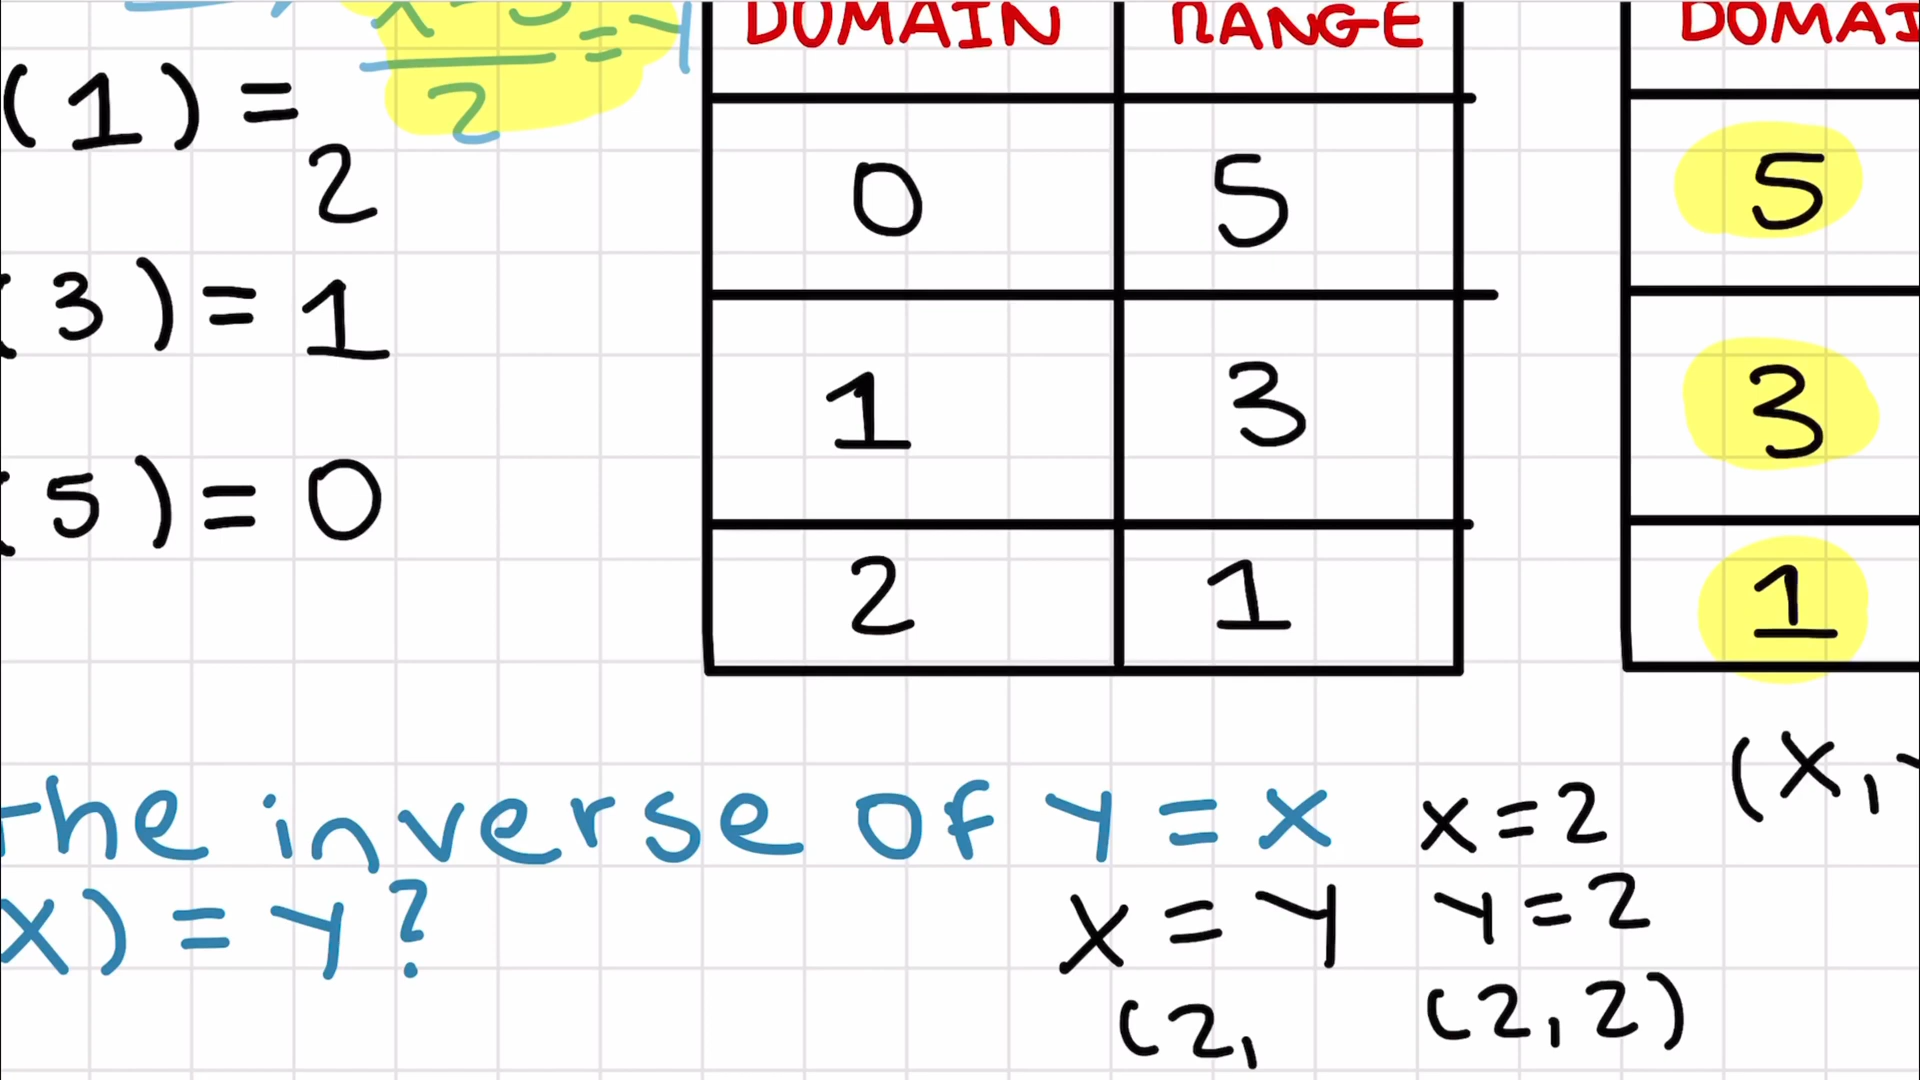 = y
2
(1) =
2
3) = 1
5) = 0
DOMAIN RANGE
0 5
1 3
2 1
DOMAI
5
3
1
(x,
the inverse of y = x
x) = y?
x = 2
x = y
y = 2
(2,
(2, 2)